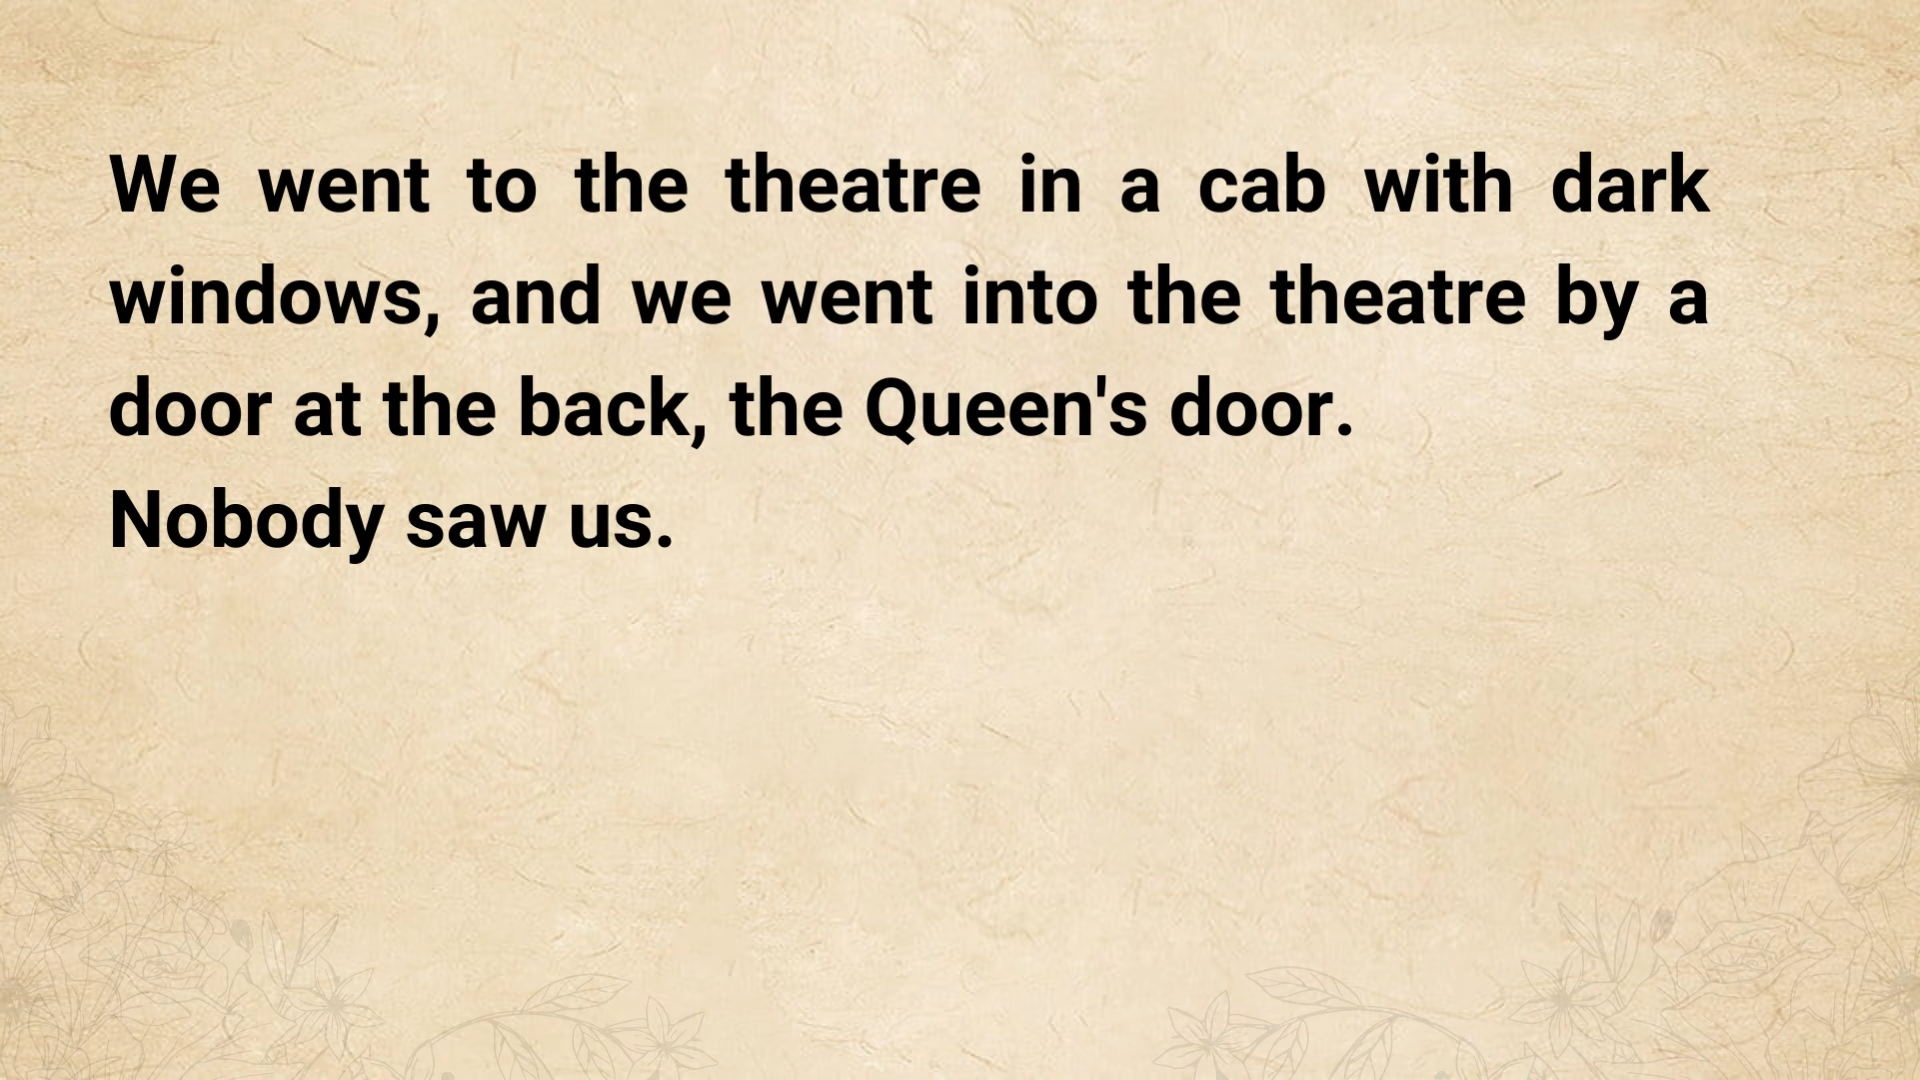 We went to the theatre in a cab with dark
windows, and we went into the theatre by a
door at the back, the Queen's door.
Nobody saw us.